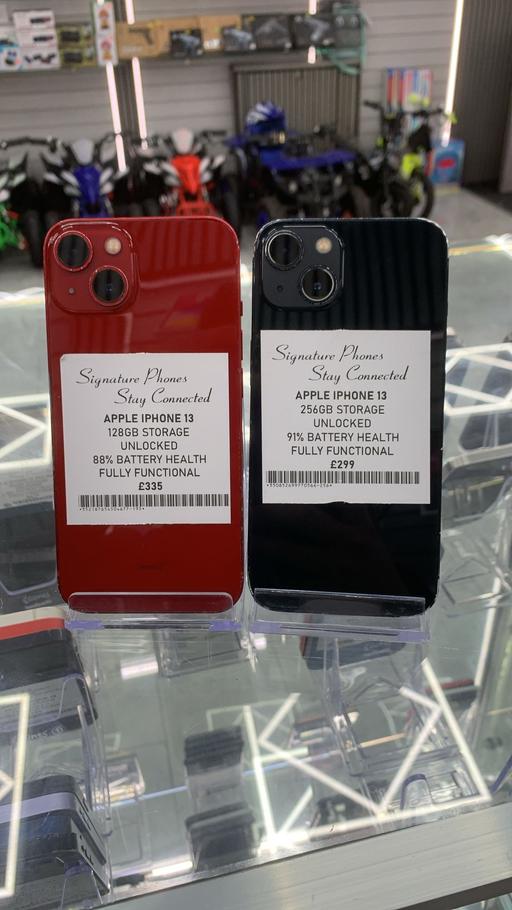 Signature Phones
Stay Connected
APPLE IPHONE 13
128GB STORAGE
UNLOCKED
88% BATTERY HEALTH
FULLY FUNCTIONAL
£335
Signature Phones
Stay Connected
APPLE IPHONE 13
256GB STORAGE
UNLOCKED
91% BATTERY HEALTH
FULLY FUNCTIONAL
£299